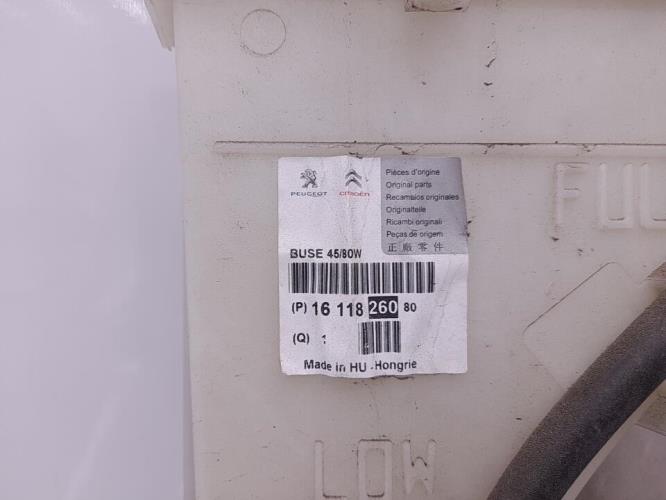 PEUGEOT CITROËN
Pièces d'origine
Original parts
Recambios originales
Originalteile
Ricambi originali
Peças de origem
正廠零件
BUSE 45/80W
(P) 16 118 260 80
(Q) 1
Made in HU - Hongrie
FUL
LOW